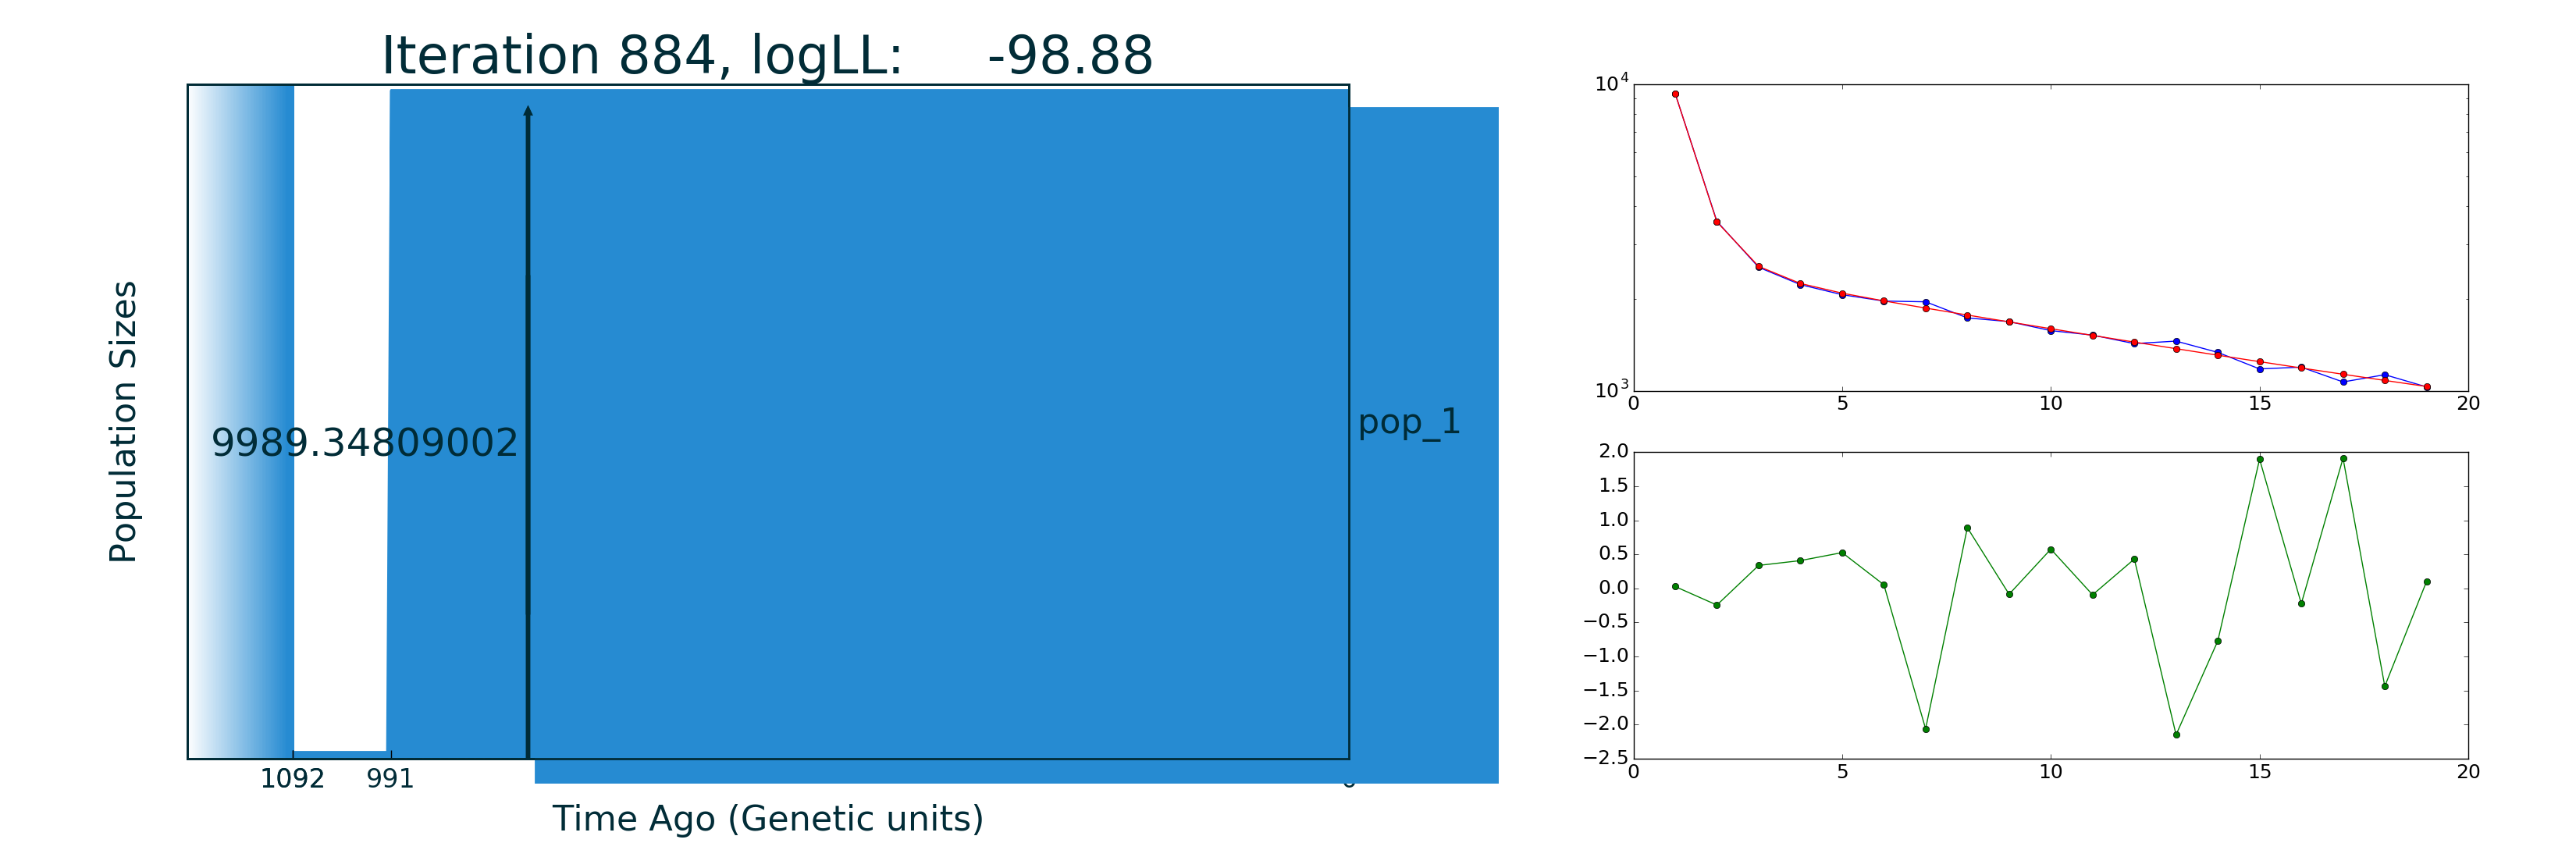 Iteration 884, logLL: -98.88
Population Sizes
9989.34809002
pop_1
1092 991
Time Ago (Genetic units)
10^4
10^3
0 5 10 15 20
2.0
1.5
1.0
0.5
0.0
−0.5
−1.0
−1.5
−2.0
−2.5
0 5 10 15 20